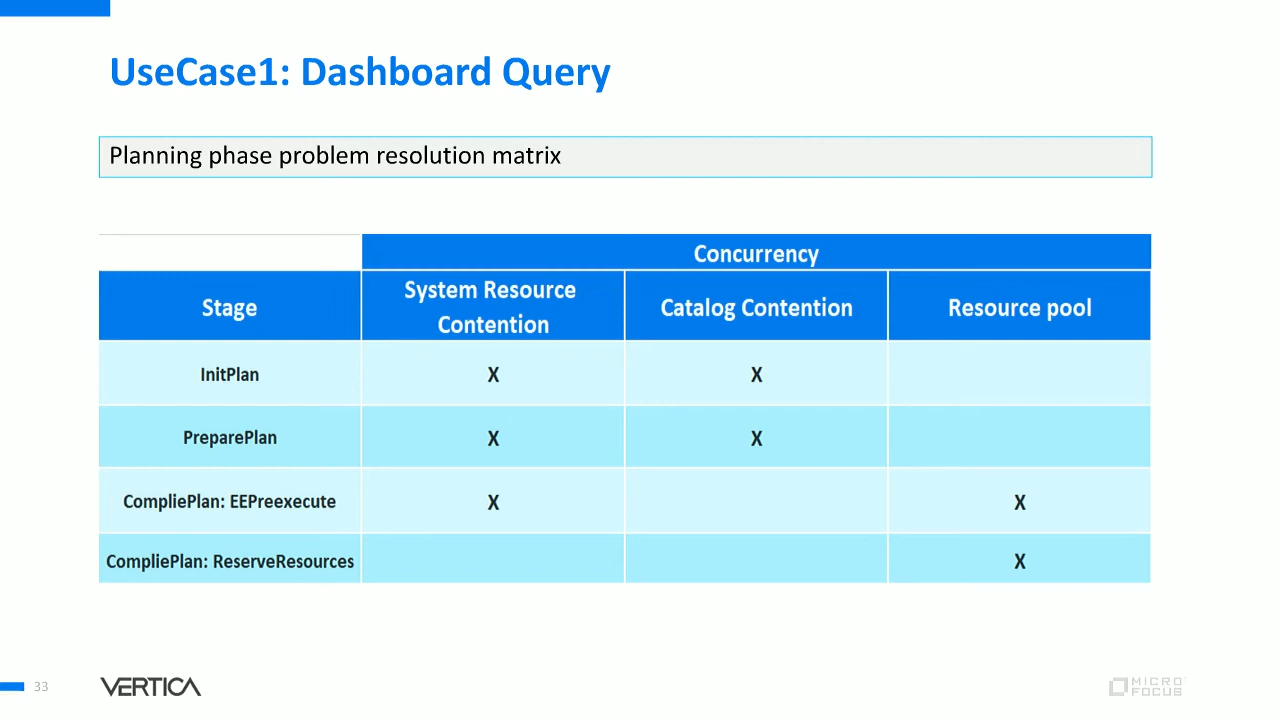 UseCase1: Dashboard Query
Planning phase problem resolution matrix
Concurrency
Stage
System Resource
Contention
Catalog Contention
Resource pool
InitPlan
X
X
PreparePlan
X
X
CompliePlan: EEPreexecute
X
X
CompliePlan: ReserveResources
X
33
VERTICA
MICRO
FOCUS